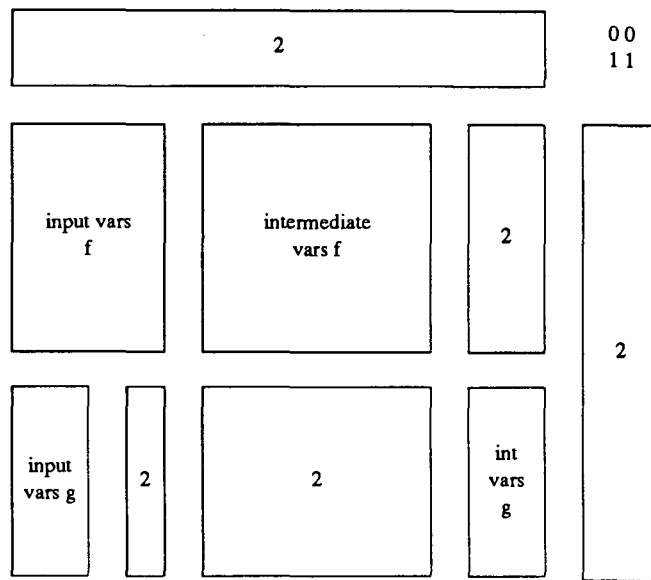 2
0 0
1 1
input vars
f
intermediate
vars f
2
2
input
vars g
2
2
int
vars
g